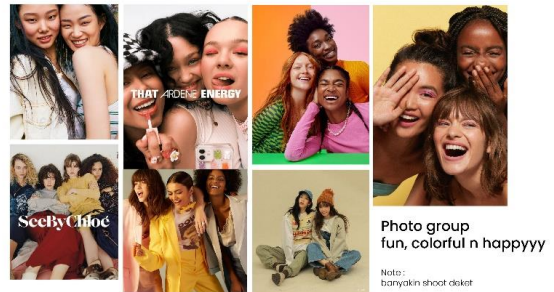 THAT ARDENE ENERGY
SeeByChloé
Photo group
fun, colorful n happyyy
Note :
banyakin shoot deket